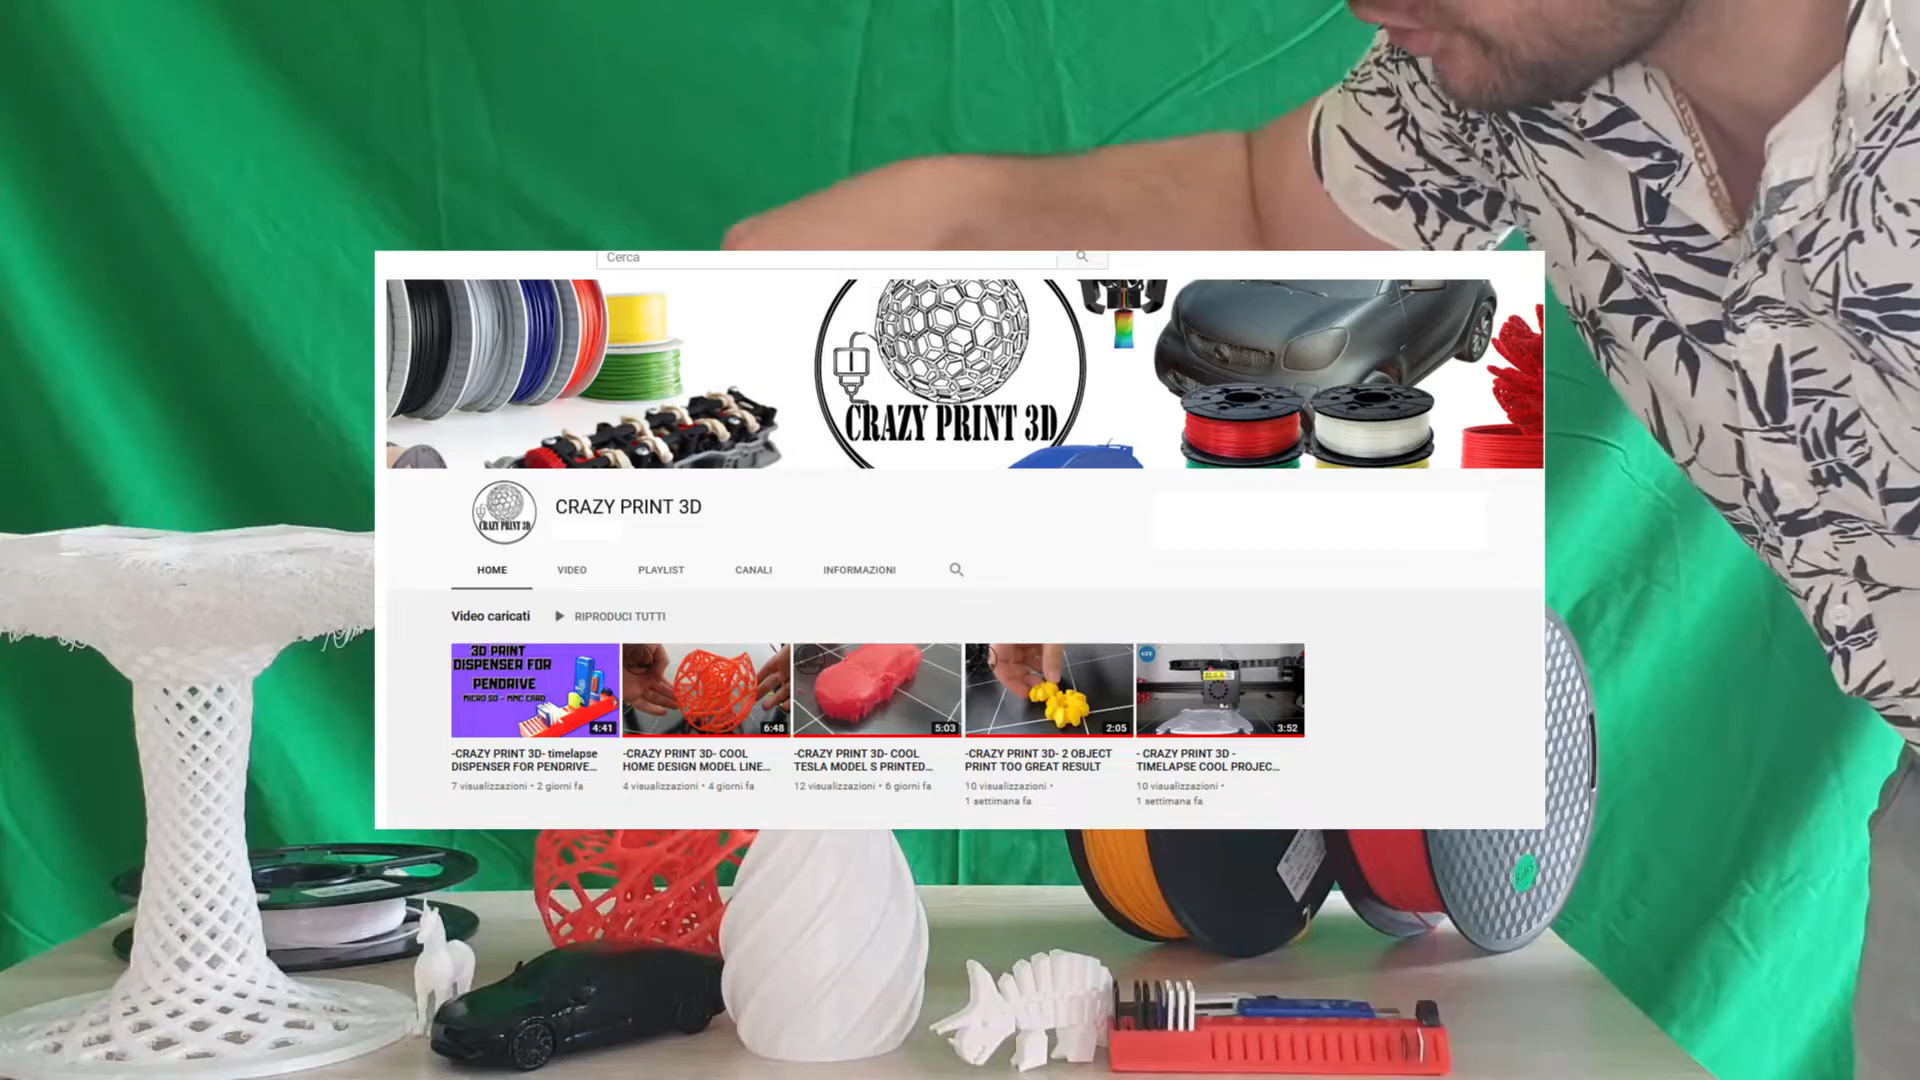 Cerca
CRAZY PRINT 3D
CRAZY PRINT 3D
CRAZY PRINT 3D
HOME VIDEO PLAYLIST CANALI INFORMAZIONI
Video caricati RIPRODUCI TUTTI
3D PRINT
DISPENSER FOR
PENDRIVE
MICRO SD - MMC CARD
4:41
6:48
5:03
2:05
3:52
-CRAZY PRINT 3D- timelapse
DISPENSER FOR PENDRIVE...
7 visualizzazioni • 2 giorni fa
-CRAZY PRINT 3D- COOL
HOME DESIGN MODEL LINE...
4 visualizzazioni • 4 giorni fa
-CRAZY PRINT 3D- COOL
TESLA MODEL S PRINTED...
12 visualizzazioni • 6 giorni fa
-CRAZY PRINT 3D- 2 OBJECT
PRINT TOO GREAT RESULT
10 visualizzazioni •
1 settimana fa
- CRAZY PRINT 3D -
TIMELAPSE COOL PROJEC...
10 visualizzazioni •
1 settimana fa
RoHS